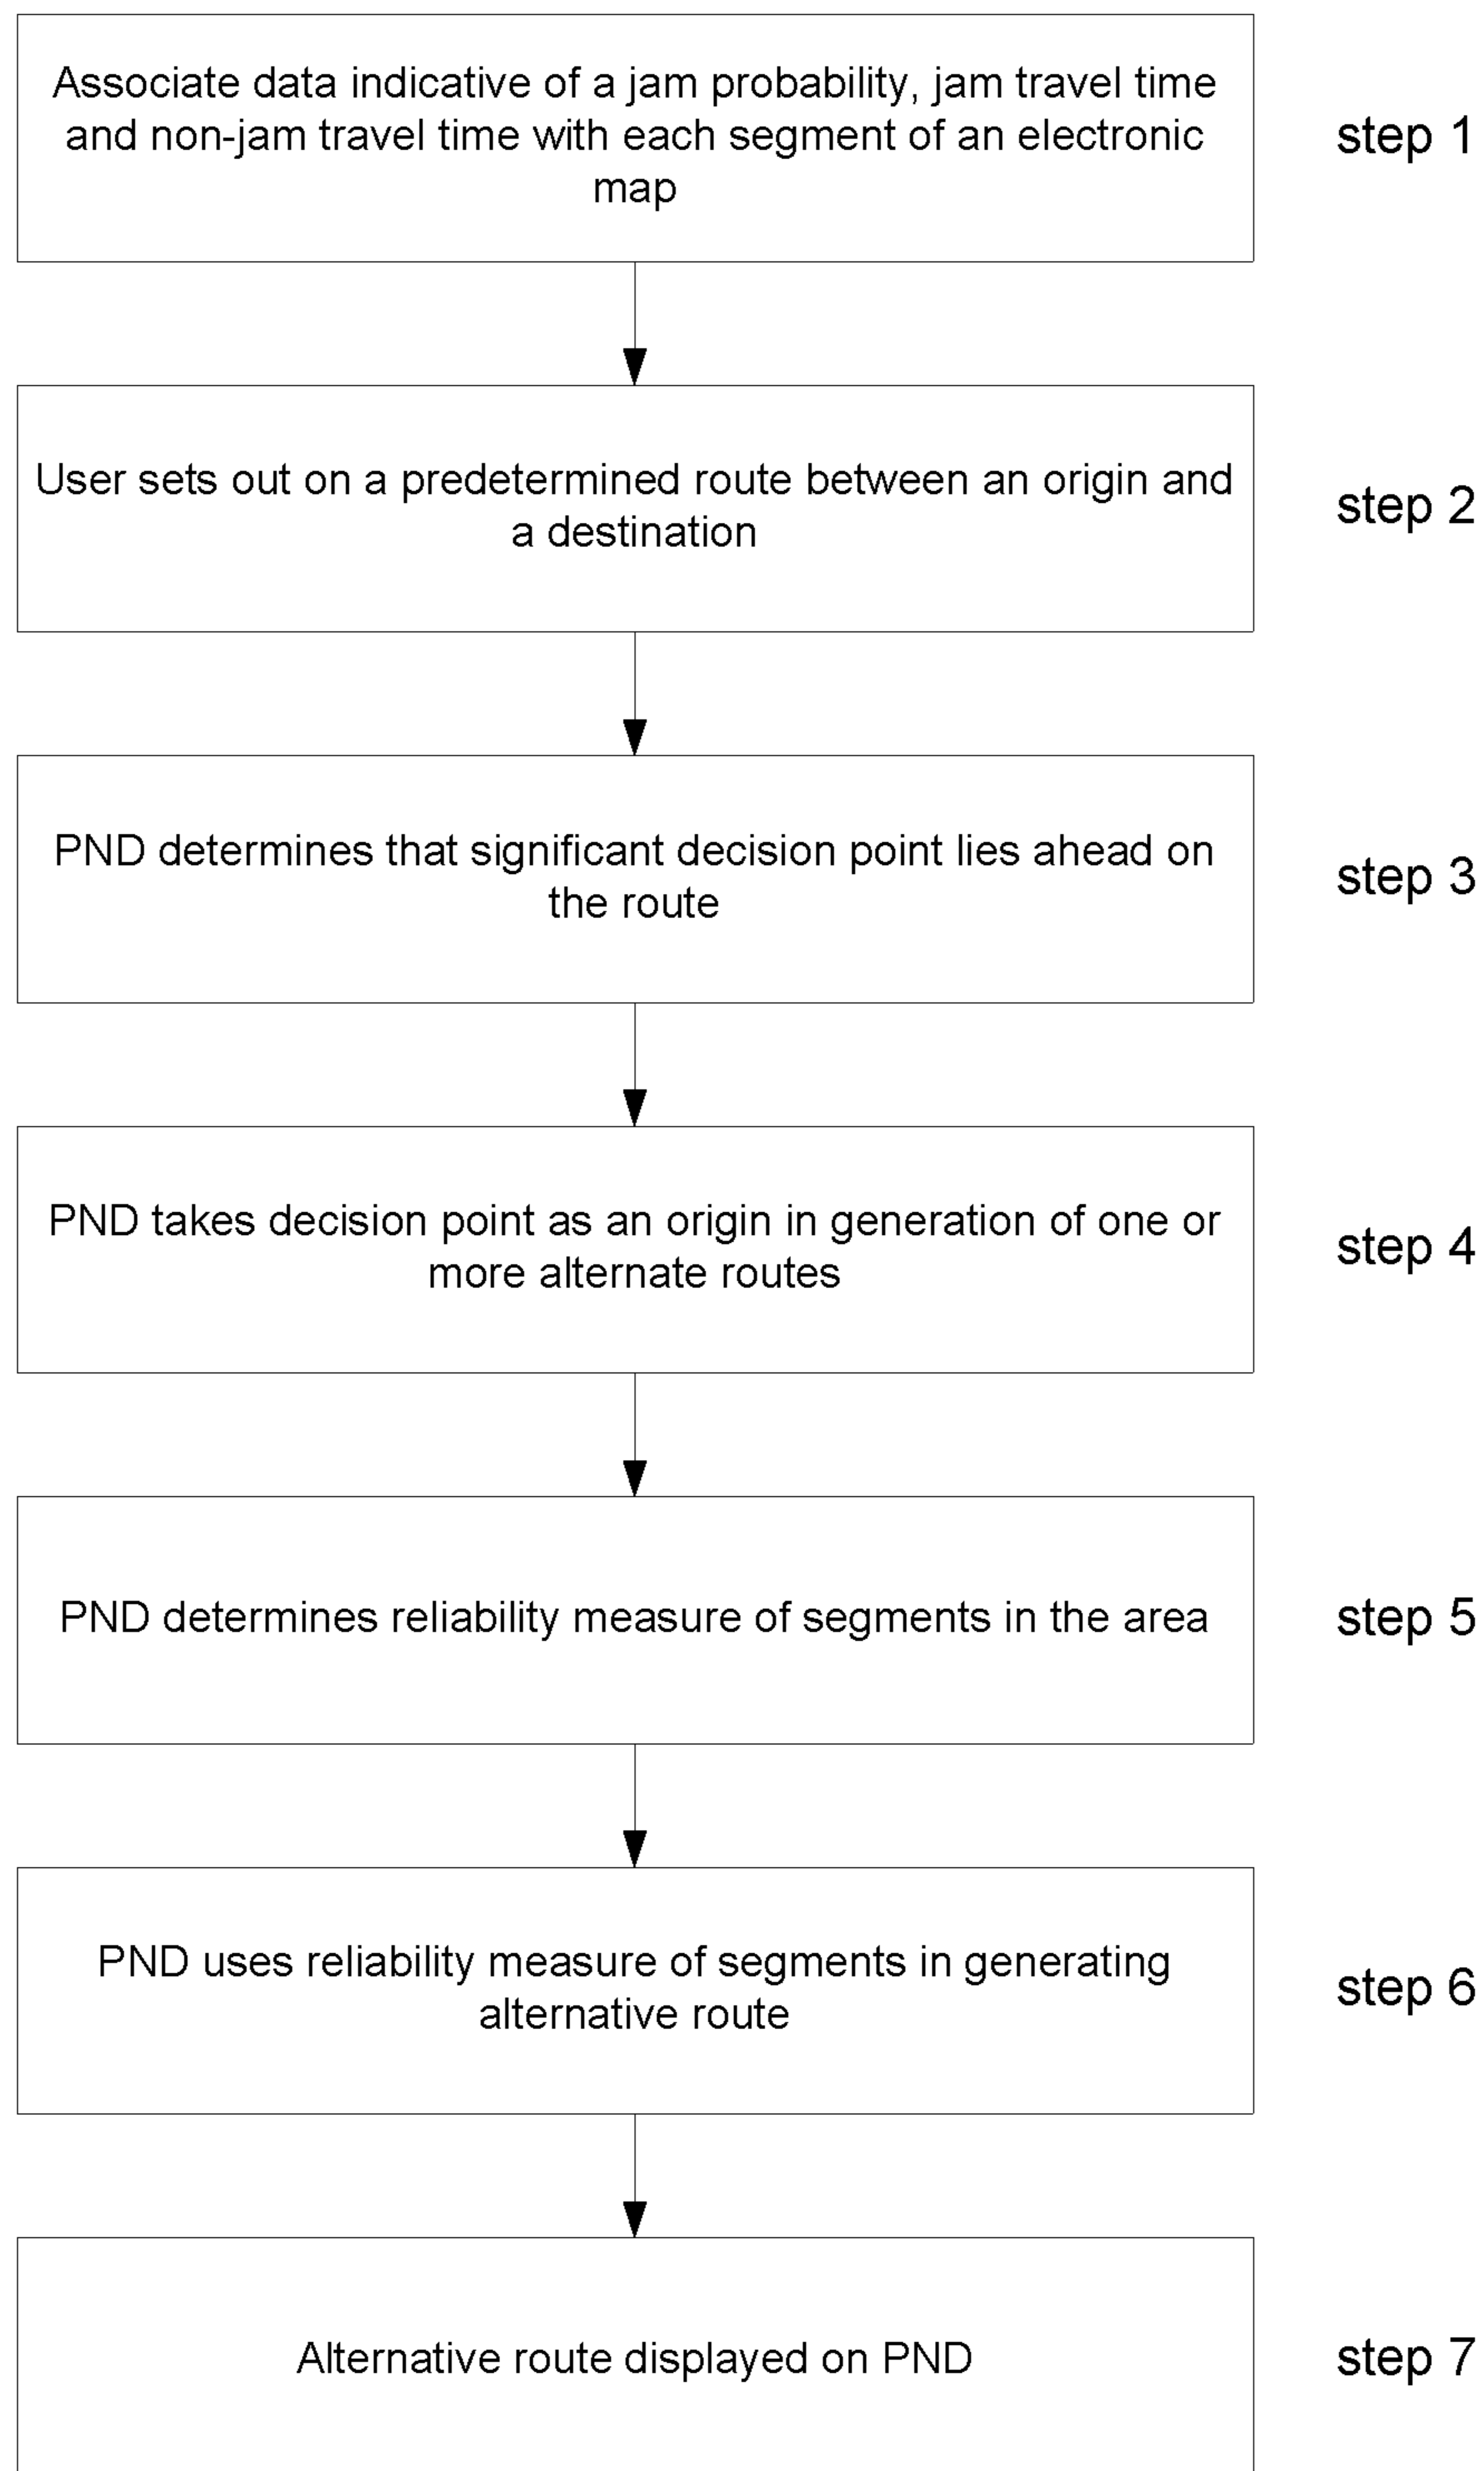 Associate data indicative of a jam probability, jam travel time
and non-jam travel time with each segment of an electronic
map
step 1
User sets out on a predetermined route between an origin and
a destination
step 2
PND determines that significant decision point lies ahead on
the route
step 3
PND takes decision point as an origin in generation of one or
more alternate routes
step 4
PND determines reliability measure of segments in the area
step 5
PND uses reliability measure of segments in generating
alternative route
step 6
Alternative route displayed on PND
step 7